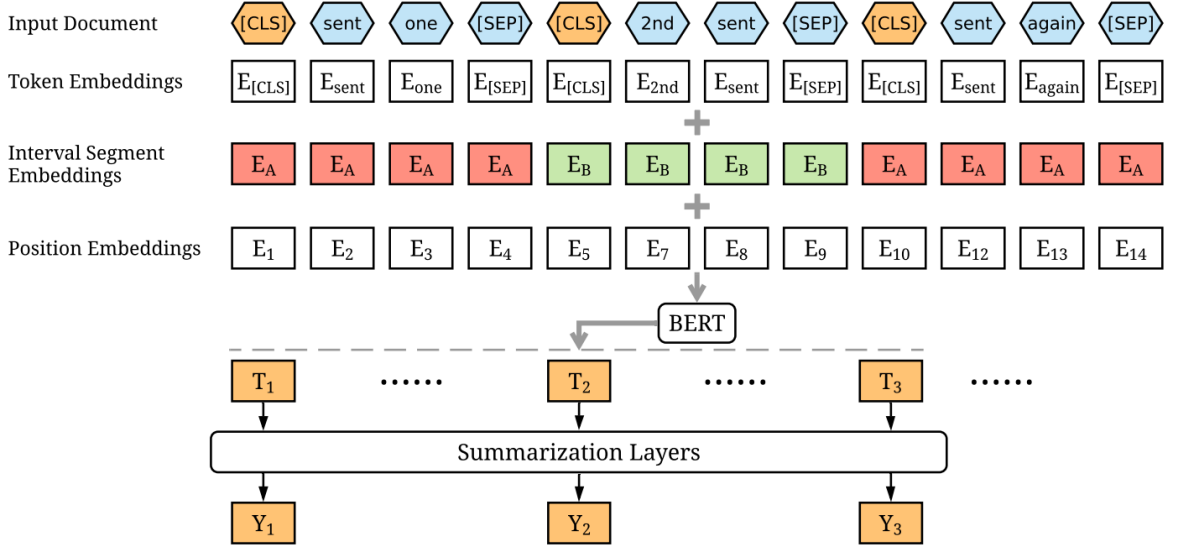 Input Document [CLS] sent one [SEP] [CLS] 2nd sent [SEP] [CLS] sent again [SEP]
Token Embeddings E[CLS] Esent Eone E[SEP] E[CLS] E2nd Esent E[SEP] E[CLS] Esent Eagain E[SEP]
+
Interval Segment
Embeddings EA EA EA EA EB EB EB EB EA EA EA EA
+
Position Embeddings E1 E2 E3 E4 E5 E7 E8 E9 E10 E12 E13 E14
BERT
T1 ...... T2 ...... T3 ......
Summarization Layers
Y1 Y2 Y3